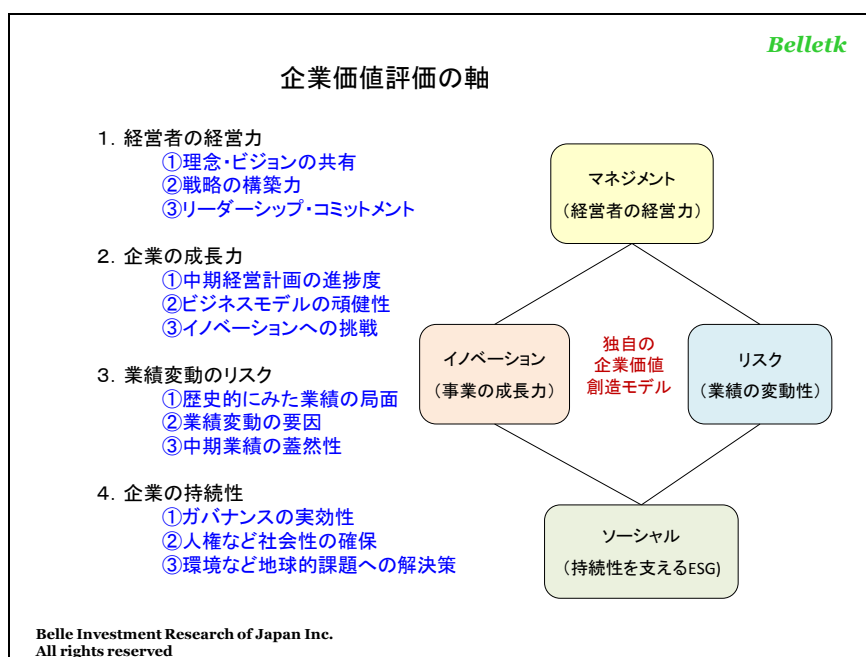 Belletk
企業価値評価の軸
１．経営者の経営力
①理念・ビジョンの共有
②戦略の構築力
③リーダーシップ・コミットメント
２．企業の成長力
①中期経営計画の進捗度
②ビジネスモデルの頑健性
③イノベーションへの挑戦
３．業績変動のリスク
①歴史的にみた業績の局面
②業績変動の要因
③中期業績の蓋然性
４．企業の持続性
①ガバナンスの実効性
②人権など社会性の確保
③環境など地球的課題への解決策
マネジメント
（経営者の経営力）
イノベーション
（事業の成長力）
独自の
企業価値
創造モデル
リスク
（業績の変動性）
ソーシャル
（持続性を支えるESG)
Belle Investment Research of Japan Inc.
All rights reserved